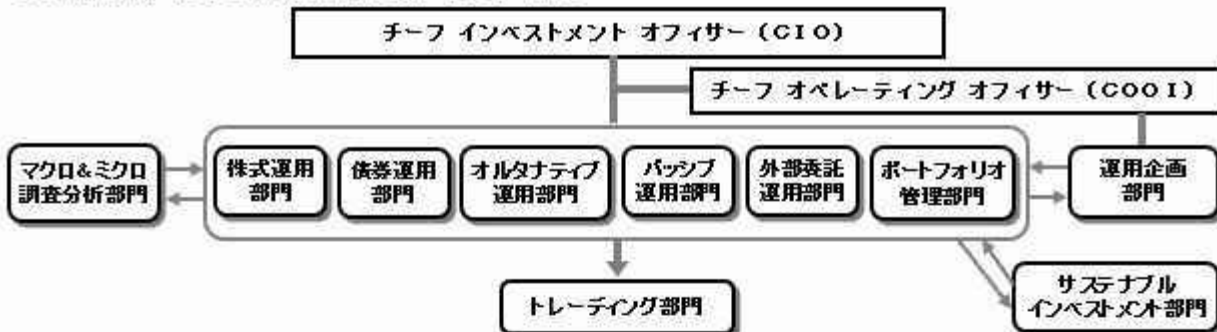 チーフ インベストメント オフィサー（CIO）
チーフ オペレーティング オフィサー（COOI）
マクロ&ミクロ
調査分析部門
株式運用
部門
債券運用
部門
オルタナティブ
運用部門
パッシブ
運用部門
外部委託
運用部門
ポートフォリオ
管理部門
運用企画
部門
トレーディング部門
サステナブル
インベストメント部門